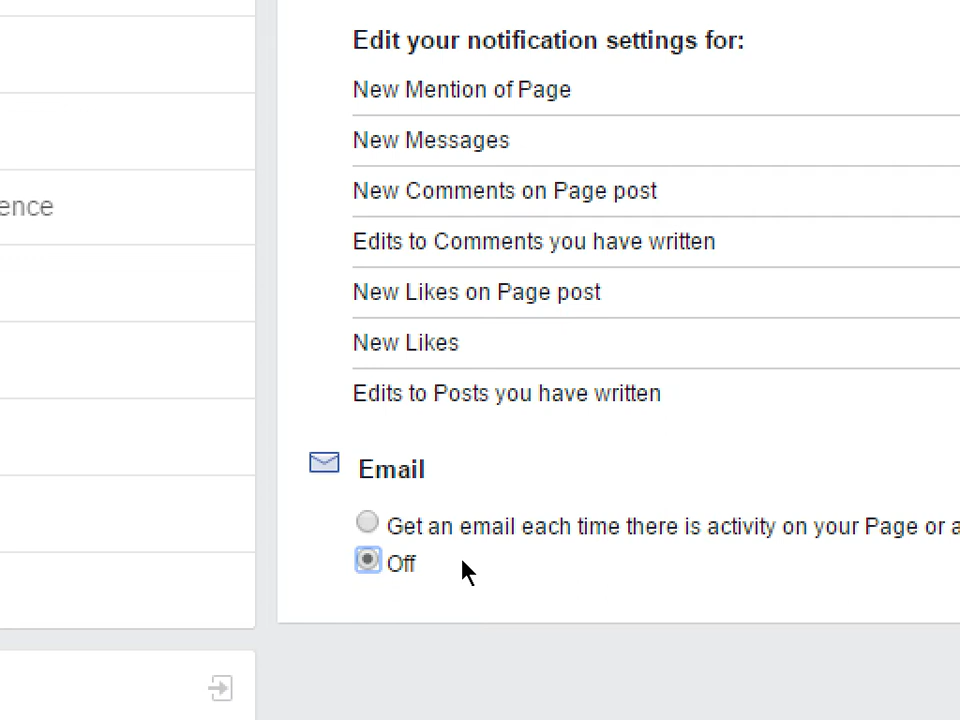 Edit your notification settings for:
New Mention of Page
New Messages
New Comments on Page post
ence
Edits to Comments you have written
New Likes on Page post
New Likes
Edits to Posts you have written
Email
Get an email each time there is activity on your Page or a
Off